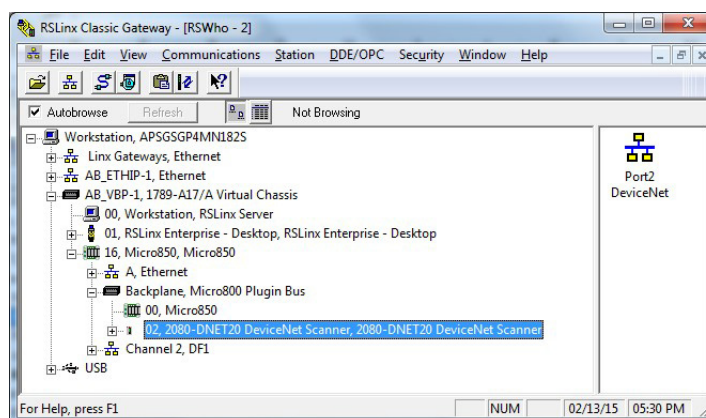 RSLinx Classic Gateway - [RSWho - 2]
File Edit View Communications Station DDE/OPC Security Window Help
Autobrowse Refresh Not Browsing
Workstation, APSGSGP4MN182S
Linx Gateways, Ethernet
AB_ETHIP-1, Ethernet
AB_VBP-1, 1789-A17/A Virtual Chassis
00, Workstation, RSLinx Server
01, RSLinx Enterprise - Desktop, RSLinx Enterprise - Desktop
16, Micro850, Micro850
A, Ethernet
Backplane, Micro800 Plugin Bus
00, Micro850
02, 2080-DNET20 DeviceNet Scanner, 2080-DNET20 DeviceNet Scanner
Channel 2, DF1
USB
Port2
DeviceNet
For Help, press F1 NUM 02/13/15 05:30 PM